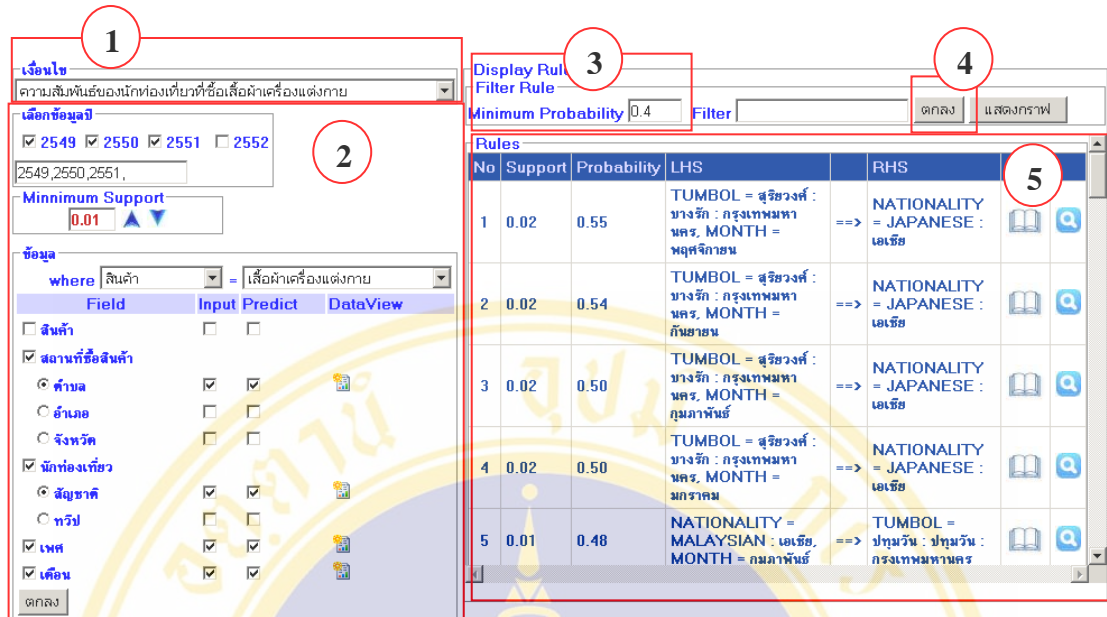 1
เงื่อนไข
ความสัมพันธ์ของนักท่องเที่ยวที่ซื้อเสื้อผ้าเครื่องแต่งกาย
2
เลือกข้อมูลปี
2549 2550 2551 2552
2549,2550,2551,
Minnimum Support
0.01
ข้อมูล
where สินค้า = เสื้อผ้าเครื่องแต่งกาย
Field Input Predict DataView
สินค้า
สถานที่ซื้อสินค้า
ตำบล
อำเภอ
จังหวัด
นักท่องเที่ยว
สัญชาติ
ทวีป
เพศ
เดือน
ตกลง
3
4
Display Rule
Filter Rule
Minimum Probability 0.4 Filter ตกลง แสดงกราฟ
5
Rules
No Support Probability LHS RHS
1 0.02 0.55
TUMBOL = สุริยวงศ์ :
บางรัก : กรุงเทพมหา
นคร, MONTH =
พฤศจิกายน
==>
NATIONALITY
= JAPANESE :
เอเชีย
2 0.02 0.54
TUMBOL = สุริยวงศ์ :
บางรัก : กรุงเทพมหา
นคร, MONTH =
กันยายน
==>
NATIONALITY
= JAPANESE :
เอเชีย
3 0.02 0.50
TUMBOL = สุริยวงศ์ :
บางรัก : กรุงเทพมหา
นคร, MONTH =
กุมภาพันธ์
==>
NATIONALITY
= JAPANESE :
เอเชีย
4 0.02 0.50
TUMBOL = สุริยวงศ์ :
บางรัก : กรุงเทพมหา
นคร, MONTH =
มกราคม
==>
NATIONALITY
= JAPANESE :
เอเชีย
5 0.01 0.48
NATIONALITY =
MALAYSIAN : เอเชีย,
MONTH = กุมภาพันธ์
==>
TUMBOL =
ปทุมวัน : ปทุมวัน :
กรุงเทพมหานคร